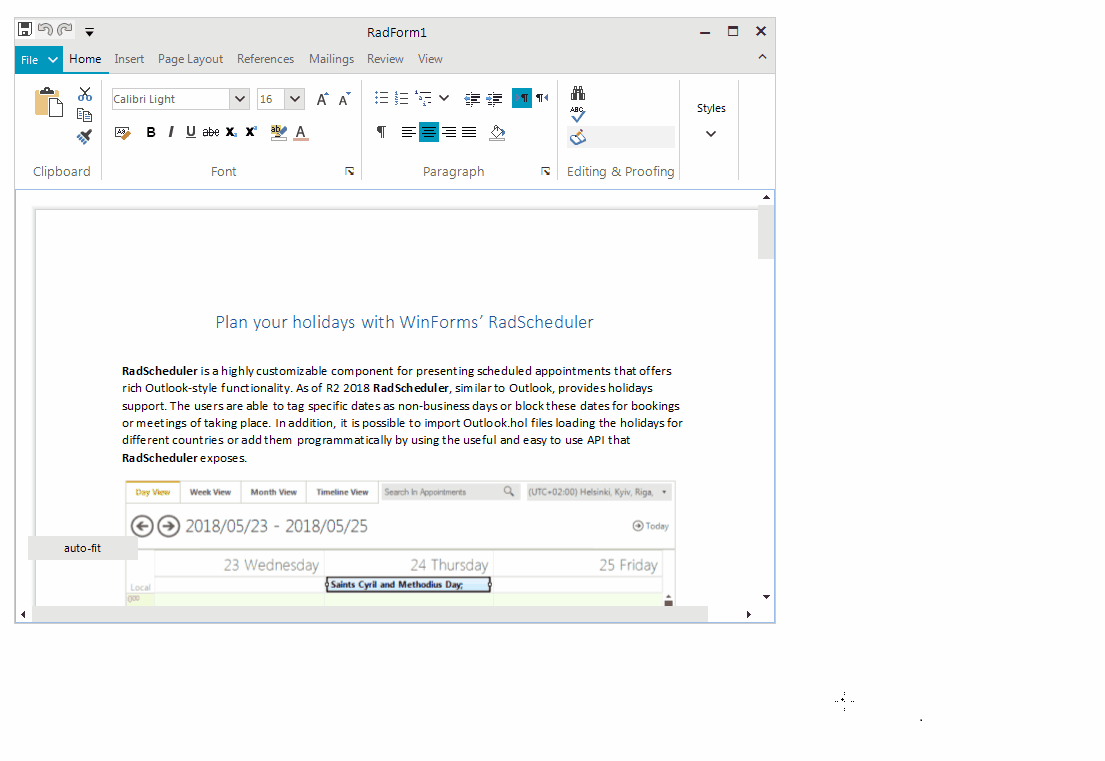 RadForm1
File Home Insert Page Layout References Mailings Review View
Calibri Light 16
ABC
Styles
B I U abc X X ab A
Clipboard Font Paragraph Editing & Proofing
Plan your holidays with WinForms’ RadScheduler
RadScheduler is a highly customizable component for presenting scheduled appointments that offers
rich Outlook-style functionality. As of R2 2018 RadScheduler, similar to Outlook, provides holidays
support. The users are able to tag specific dates as non-business days or block these dates for bookings
or meetings of taking place. In addition, it is possible to import Outlook.hol files loading the holidays for
different countries or add them programmatically by using the useful and easy to use API that
RadScheduler exposes.
Day View Week View Month View Timeline View Search In Appointments (UTC+02:00) Helsinki, Kyiv, Riga,
2018/05/23 - 2018/05/25 Today
auto-fit
23 Wednesday 24 Thursday 25 Friday
Local Saints Cyril and Methodius Day;